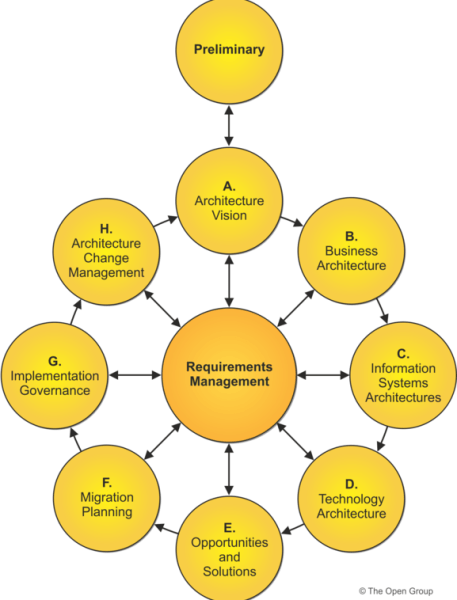 Preliminary
A.
Architecture
Vision
B.
Business
Architecture
C.
Information
Systems
Architectures
D.
Technology
Architecture
E.
Opportunities
and
Solutions
F.
Migration
Planning
G.
Implementation
Governance
H.
Architecture
Change
Management
Requirements
Management
© The Open Group